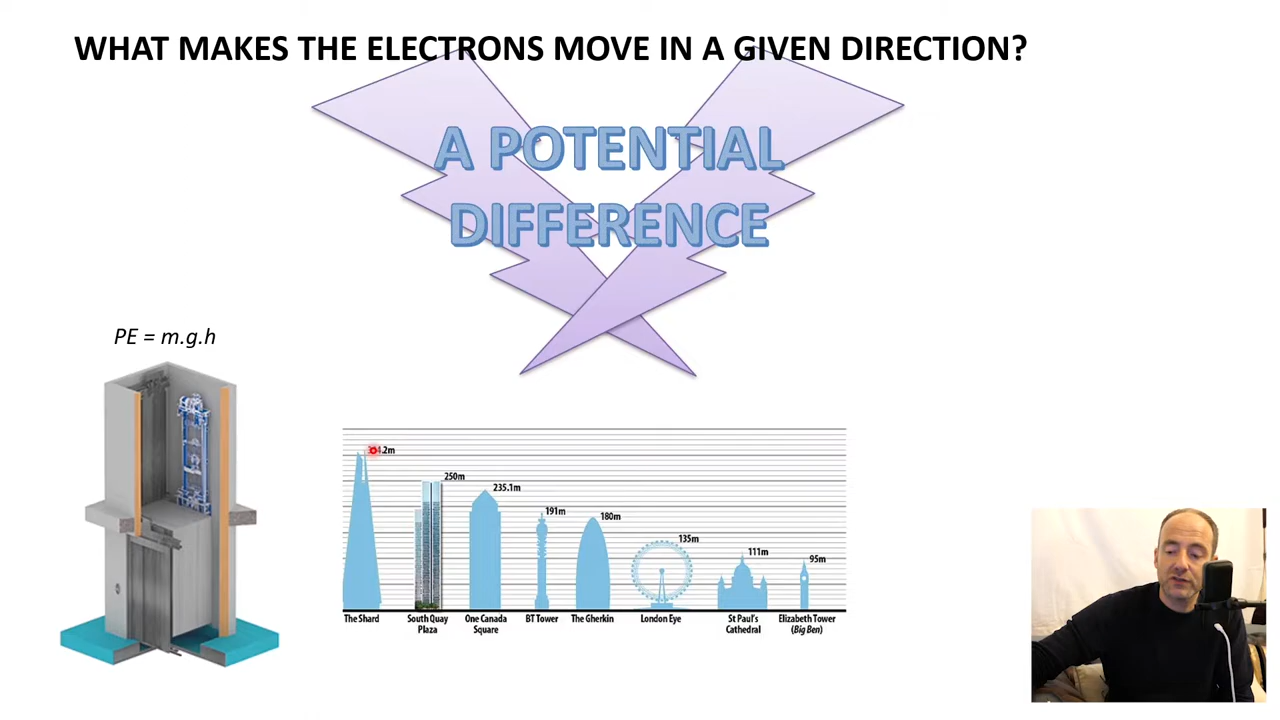 WHAT MAKES THE ELECTRONS MOVE IN A GIVEN DIRECTION?
A POTENTIAL
DIFFERENCE
PE = m.g.h
250m
235.1m
191m
180m
135m
111m
95m
The Shard
South Quay
Plaza
One Canada
Square
BT Tower
The Gherkin
London Eye
St Paul's
Cathedral
Elizabeth Tower
(Big Ben)